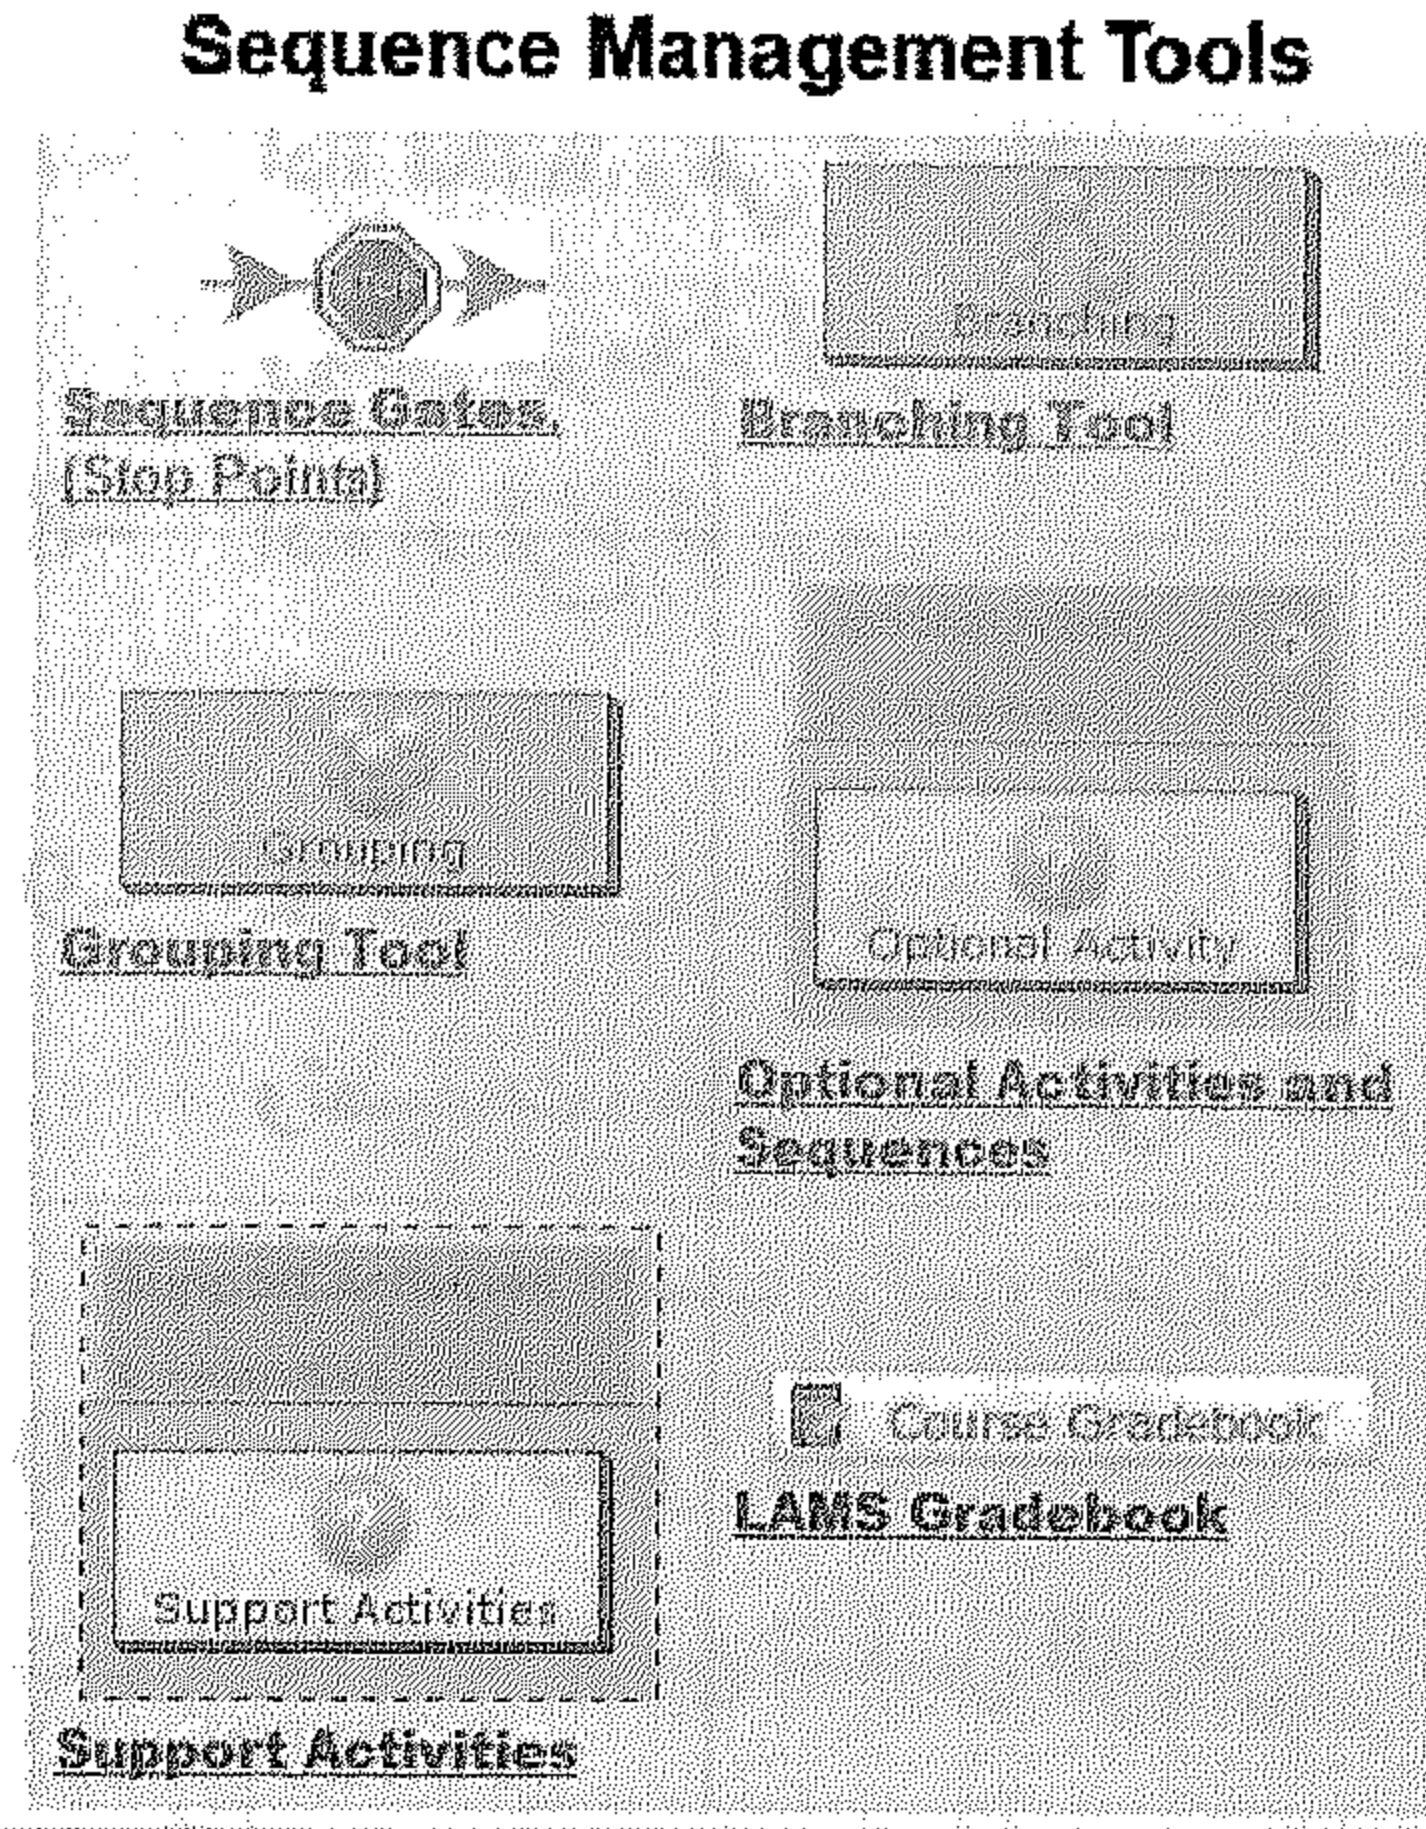 Sequence Management Tools
Sequence Gates,
(Stop Points)
Branching
Branching Tool
Grouping
Grouping Tool
Optional Activity
Optional Activities and
Sequences
Support Activities
Support Activities
Course Gradebook
LAMS Gradebook